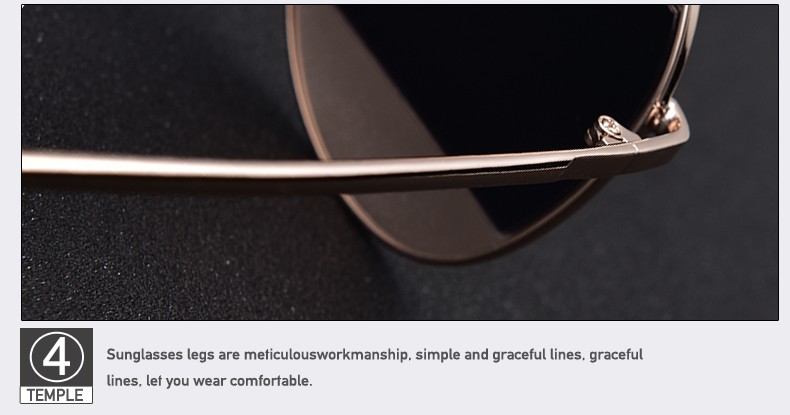 4
TEMPLE
Sunglasses legs are meticulousworkmanship, simple and graceful lines, graceful
lines, let you wear comfortable.